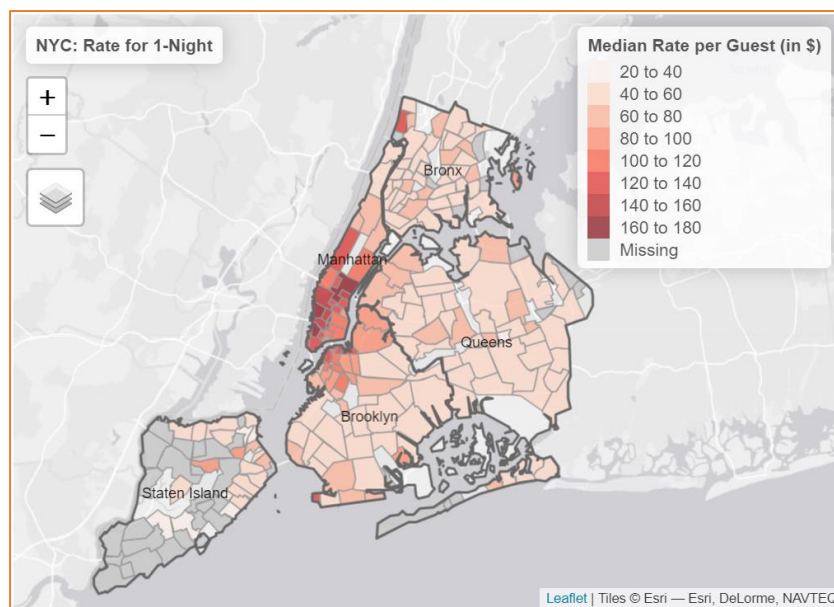 NYC: Rate for 1-Night
+
−
Median Rate per Guest (in $)
20 to 40
40 to 60
60 to 80
80 to 100
100 to 120
120 to 140
140 to 160
160 to 180
Missing
Bronx
Manhattan
Queens
Brooklyn
Staten Island
Leaflet | Tiles © Esri — Esri, DeLorme, NAVTEQ